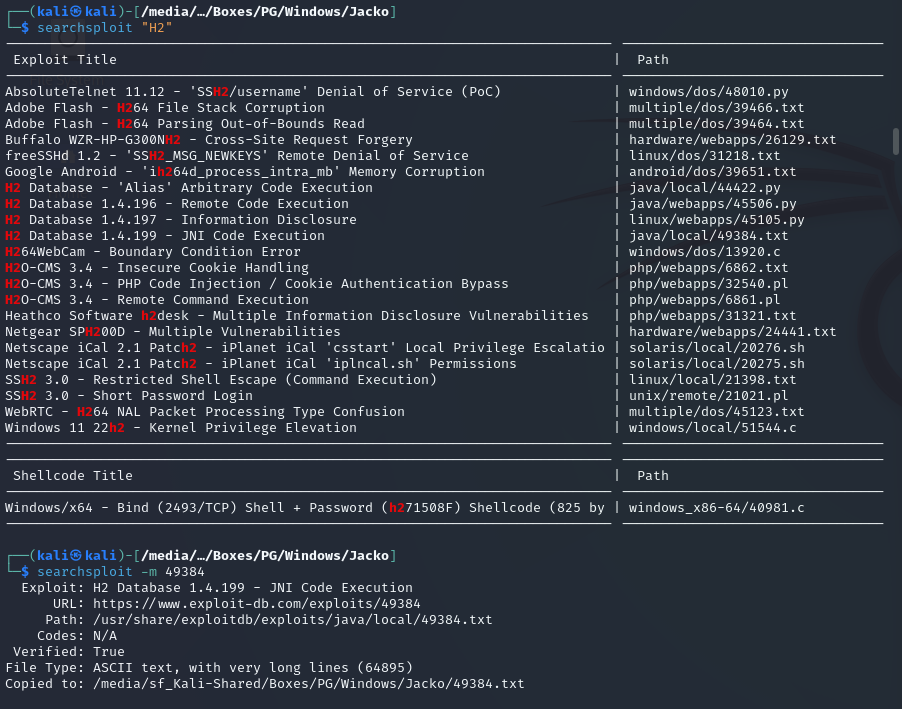 ┌──(kali㉿kali)-[/media/…/Boxes/PG/Windows/Jacko]
└─$ searchsploit "H2"
Exploit Title | Path
AbsoluteTelnet 11.12 - 'SSH2/username' Denial of Service (PoC) | windows/dos/48010.py
Adobe Flash - H264 File Stack Corruption | multiple/dos/39466.txt
Adobe Flash - H264 Parsing Out-of-Bounds Read | multiple/dos/39464.txt
Buffalo WZR-HP-G300NH2 - Cross-Site Request Forgery | hardware/webapps/26129.txt
freeSSHd 1.2 - 'SSH2_MSG_NEWKEYS' Remote Denial of Service | linux/dos/31218.txt
Google Android - 'ih264d_process_intra_mb' Memory Corruption | android/dos/39651.txt
H2 Database - 'Alias' Arbitrary Code Execution | java/local/44422.py
H2 Database 1.4.196 - Remote Code Execution | java/webapps/45506.py
H2 Database 1.4.197 - Information Disclosure | linux/webapps/45105.py
H2 Database 1.4.199 - JNI Code Execution | java/local/49384.txt
H264WebCam - Boundary Condition Error | windows/dos/13920.c
H2O-CMS 3.4 - Insecure Cookie Handling | php/webapps/6862.txt
H2O-CMS 3.4 - PHP Code Injection / Cookie Authentication Bypass | php/webapps/32540.pl
H2O-CMS 3.4 - Remote Command Execution | php/webapps/6861.pl
Heathco Software h2desk - Multiple Information Disclosure Vulnerabilities | php/webapps/31321.txt
Netgear SPH200D - Multiple Vulnerabilities | hardware/webapps/24441.txt
Netscape iCal 2.1 Patch2 - iPlanet iCal 'csstart' Local Privilege Escalatio | solaris/local/20276.sh
Netscape iCal 2.1 Patch2 - iPlanet iCal 'iplncal.sh' Permissions | solaris/local/20275.sh
SSH2 3.0 - Restricted Shell Escape (Command Execution) | linux/local/21398.txt
SSH2 3.0 - Short Password Login | unix/remote/21021.pl
WebRTC - H264 NAL Packet Processing Type Confusion | multiple/dos/45123.txt
Windows 11 22h2 - Kernel Privilege Elevation | windows/local/51544.c
Shellcode Title | Path
Windows/x64 - Bind (2493/TCP) Shell + Password (h271508F) Shellcode (825 by | windows_x86-64/40981.c
┌──(kali㉿kali)-[/media/…/Boxes/PG/Windows/Jacko]
└─$ searchsploit -m 49384
Exploit: H2 Database 1.4.199 - JNI Code Execution
URL: https://www.exploit-db.com/exploits/49384
Path: /usr/share/exploitdb/exploits/java/local/49384.txt
Codes: N/A
Verified: True
File Type: ASCII text, with very long lines (64895)
Copied to: /media/sf_Kali-Shared/Boxes/PG/Windows/Jacko/49384.txt